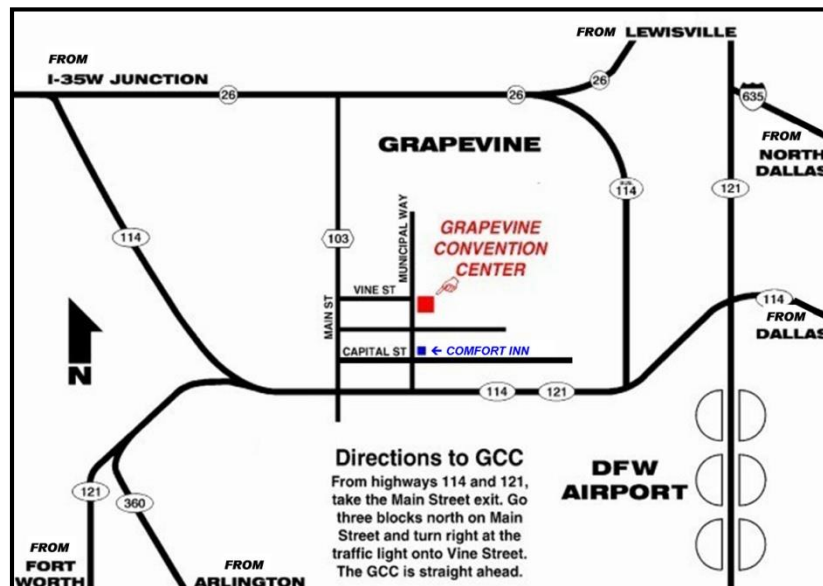 FROM LEWISVILLE
FROM
I-35W JUNCTION
26
26
26
635
FROM
NORTH
DALLAS
GRAPEVINE
BUS.
114
121
114
103
MUNICIPAL WAY
GRAPEVINE
CONVENTION
CENTER
VINE ST
MAIN ST
114
FROM
DALLAS
CAPITAL ST
← COMFORT INN
N
114
121
Directions to GCC
From highways 114 and 121,
take the Main Street exit. Go
three blocks north on Main
Street and turn right at the
traffic light onto Vine Street.
The GCC is straight ahead.
DFW
AIRPORT
121
360
FROM
FORT
WORTH
FROM
ARLINGTON